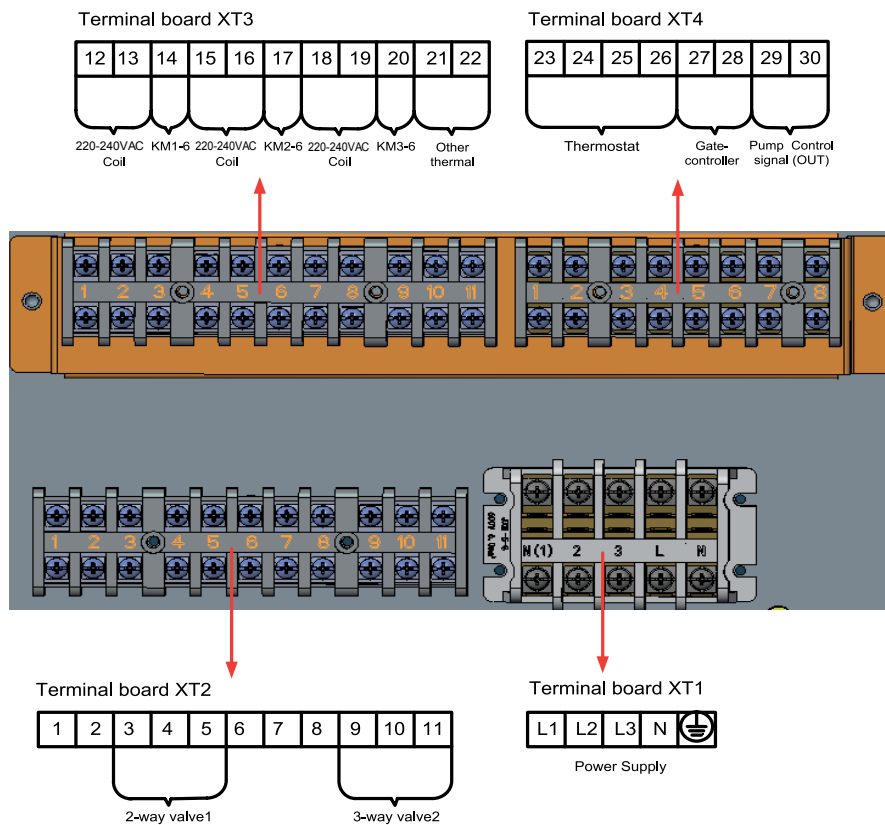 Terminal board XT3
Terminal board XT4
12 13 14 15 16 17 18 19 20 21 22
23 24 25 26 27 28 29 30
220-240VAC Coil
KM1-6
220-240VAC Coil
KM2-6
220-240VAC Coil
KM3-6
Other thermal
Thermostat
Gate-controller
Pump signal
Control (OUT)
1 2 3 4 5 6 7 8 9 10 11
1 2 3 4 5 6 7 8
1 2 3 4 5 6 7 8 9 10 11
N(1) 2 3 L N
Terminal board XT2
Terminal board XT1
1 2 3 4 5 6 7 8 9 10 11
L1 L2 L3 N
Power Supply
2-way valve1
3-way valve2